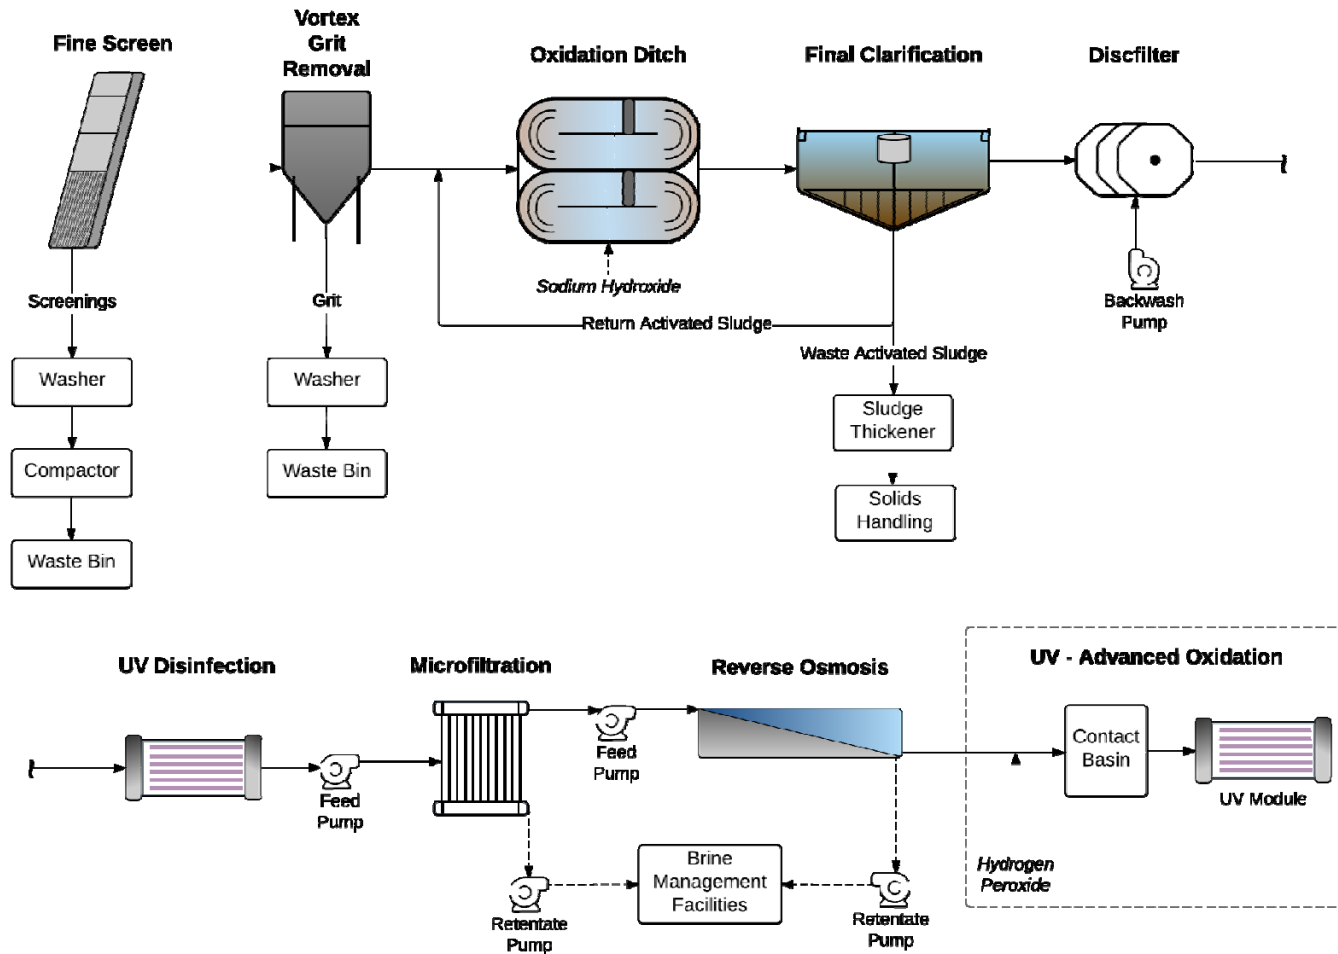 Fine Screen
Vortex
Grit
Removal
Oxidation Ditch
Final Clarification
Discfilter
Sodium Hydroxide
Screenings
Grit
Backwash
Pump
Return Activated Sludge
Waste Activated Sludge
Washer
Washer
Sludge
Thickener
Compactor
Waste Bin
Solids
Handling
Waste Bin
UV Disinfection
Microfiltration
Reverse Osmosis
UV - Advanced Oxidation
Contact
Basin
Feed
Pump
Feed
Pump
UV Module
Brine
Management
Facilities
Hydrogen
Peroxide
Retentate
Pump
Retentate
Pump